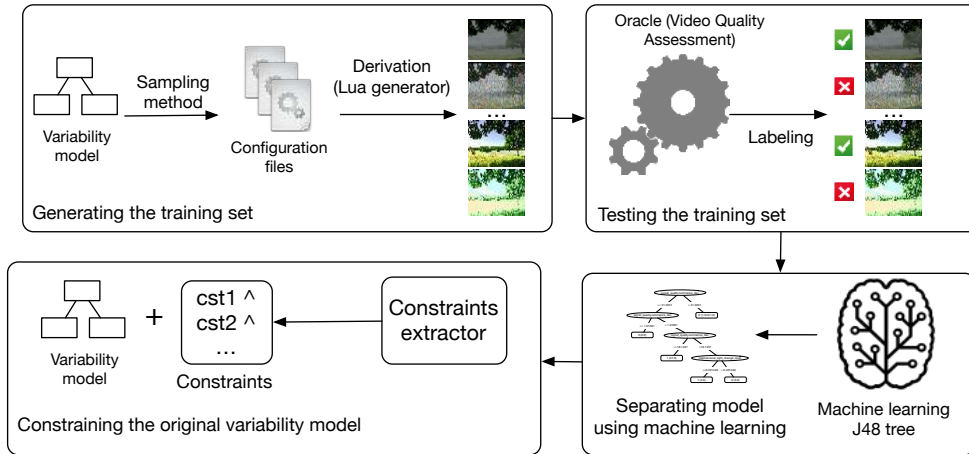 Variability
model
Sampling
method
Configuration
files
Derivation
(Lua generator)
...
Generating the training set
Oracle (Video Quality
Assessment)
Labeling
...
Testing the training set
Variability
model
+
cst1 ^
cst2 ^
...
Constraints
Constraints
extractor
Constraining the original variability model
Separating model
using machine learning
Machine learning
J48 tree